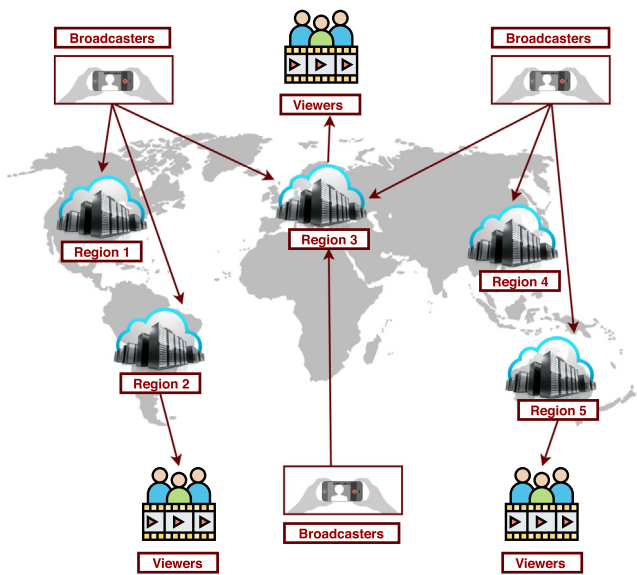 Broadcasters
Broadcasters
Viewers
Region 1
Region 3
Region 4
Region 2
Region 5
Broadcasters
Viewers
Viewers